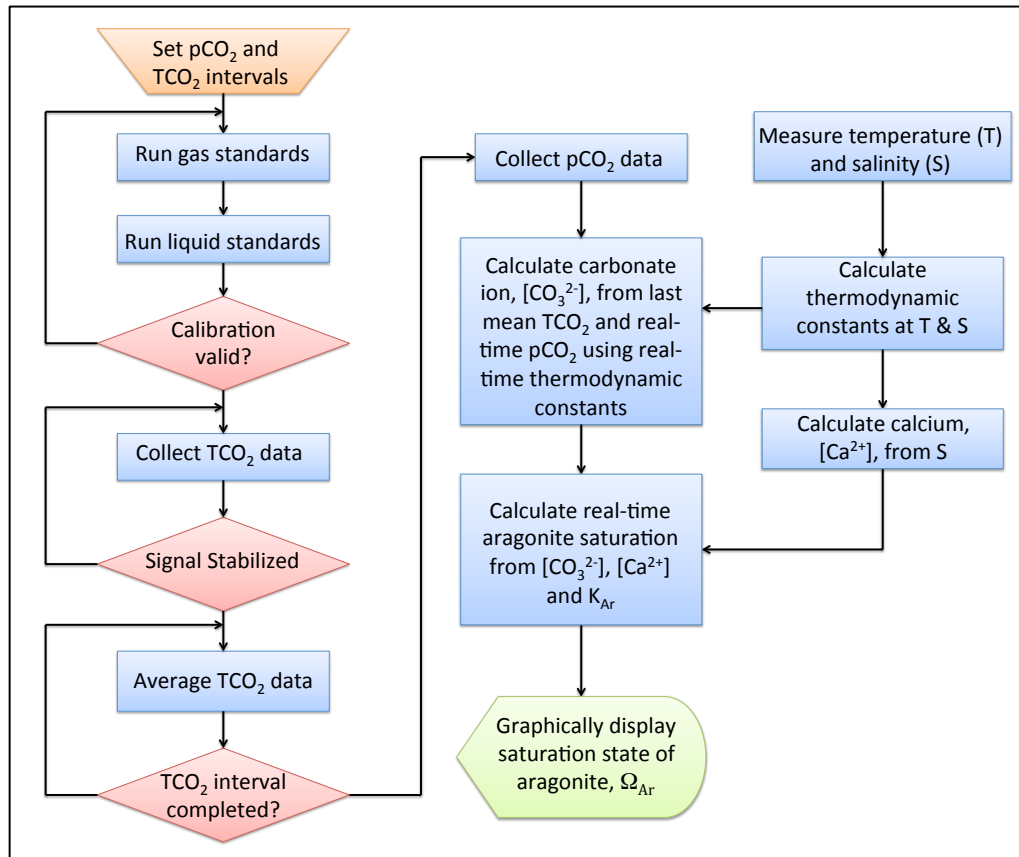 Set pCO₂ and
TCO₂ intervals
Run gas standards
Run liquid standards
Calibration
valid?
Collect TCO₂ data
Signal Stabilized
Average TCO₂ data
TCO₂ interval
completed?
Collect pCO₂ data
Calculate carbonate
ion, [CO₃²⁻], from last
mean TCO₂ and real-
time pCO₂ using real-
time thermodynamic
constants
Calculate real-time
aragonite saturation
from [CO₃²⁻], [Ca²⁺]
and K_Ar
Graphically display
saturation state of
aragonite, Ω_Ar
Measure temperature (T)
and salinity (S)
Calculate
thermodynamic
constants at T & S
Calculate calcium,
[Ca²⁺], from S